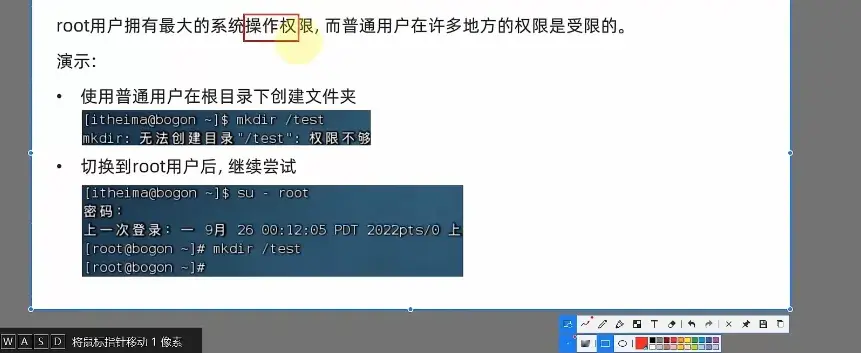 root用户拥有最大的系统操作权限, 而普通用户在许多地方的权限是受限的。
演示:
• 使用普通用户在根目录下创建文件夹
[itheima@bogon ~]$ mkdir /test
mkdir: 无法创建目录"/test": 权限不够
• 切换到root用户后, 继续尝试
[itheima@bogon ~]$ su - root
密码:
上一次登录: 一 9月 26 00:12:05 PDT 2022pts/0 上
[root@bogon ~]# mkdir /test
[root@bogon ~]#
W A S D 将鼠标指针移动 1 像素